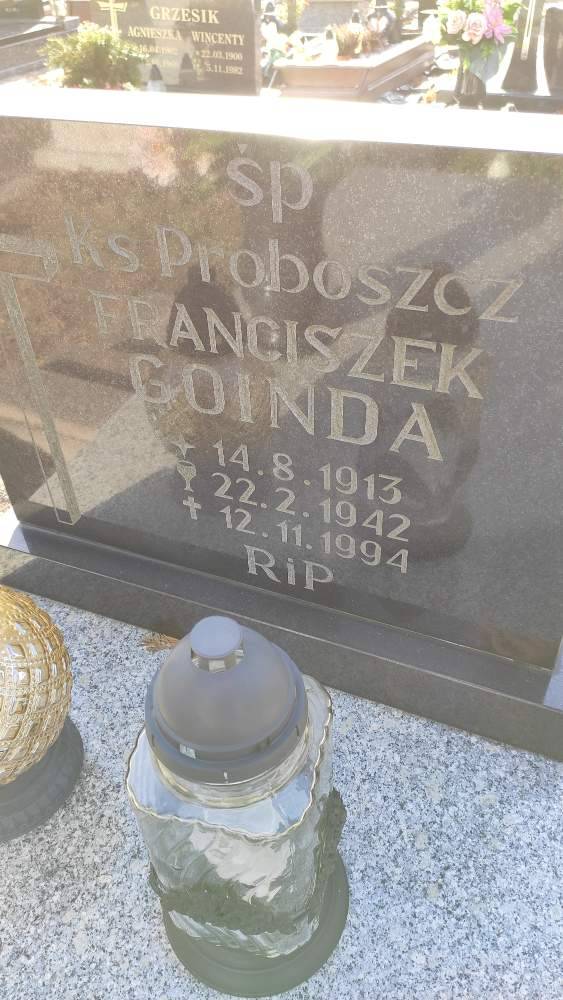 GRZESIK
AGNIESZKA WINCENTY
22.03.1900
5.11.1982
śp
Ks Proboszcz
FRANCISZEK
GOINDA
14.8.1913
22.2.1942
12.11.1994
RiP